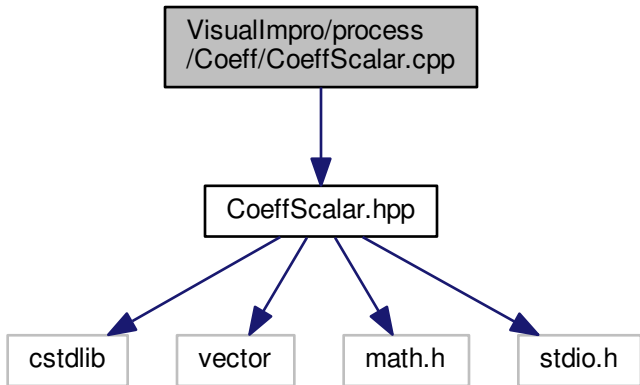 VisualImpro/process
/Coeff/CoeffScalar.cpp
CoeffScalar.hpp
cstdlib
vector
math.h
stdio.h